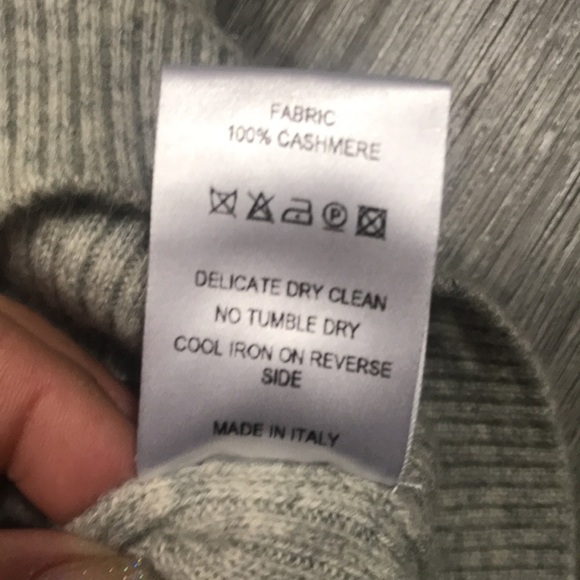 FABRIC
100% CASHMERE
P
DELICATE DRY CLEAN
NO TUMBLE DRY
COOL IRON ON REVERSE
SIDE
MADE IN ITALY